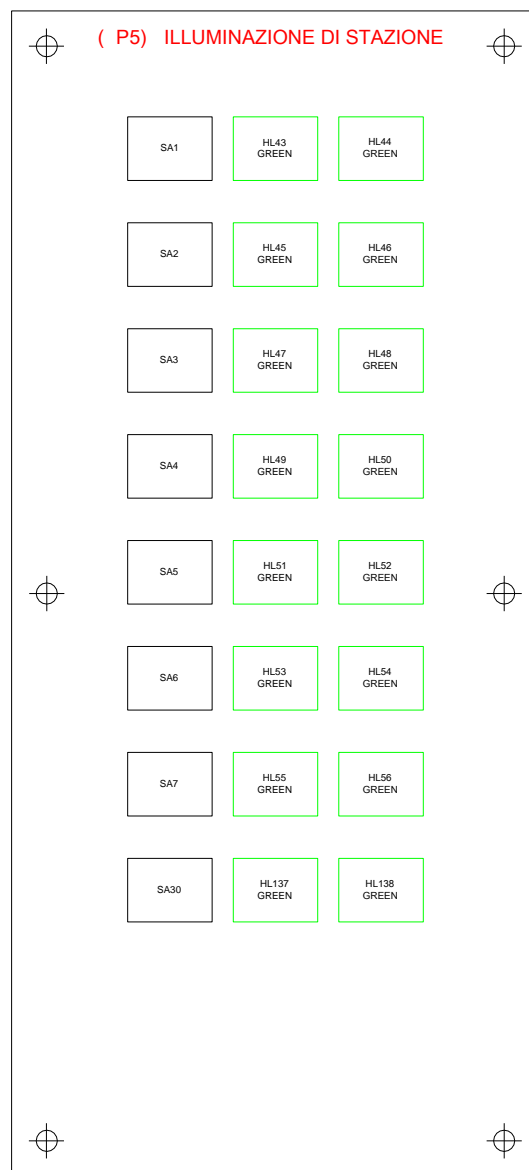 ( P5) ILLUMINAZIONE DI STAZIONE
SA1
HL43
GREEN
HL44
GREEN
SA2
HL45
GREEN
HL46
GREEN
SA3
HL47
GREEN
HL48
GREEN
SA4
HL49
GREEN
HL50
GREEN
SA5
HL51
GREEN
HL52
GREEN
SA6
HL53
GREEN
HL54
GREEN
SA7
HL55
GREEN
HL56
GREEN
SA30
HL137
GREEN
HL138
GREEN